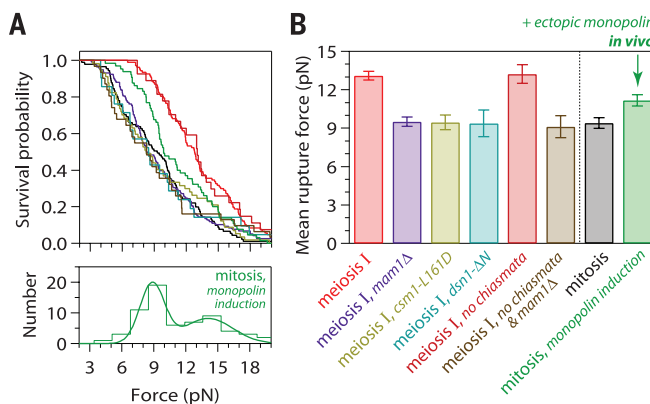 A
Survival probability
1.0
0.8
0.6
0.4
0.2
0.0
Number
20
10
0
mitosis,
monopolin
induction
3 6 9 12 15 18
Force (pN)
B
+ ectopic monopolin
in vivo
Mean rupture force (pN)
15
12
9
6
3
0
meiosis I
meiosis I, mam1Δ
meiosis I, csm1-L161D
meiosis I, dsn1-ΔN
meiosis I, no chiasmata
meiosis I, no chiasmata
& mam1Δ
mitosis
mitosis, monopolin induction